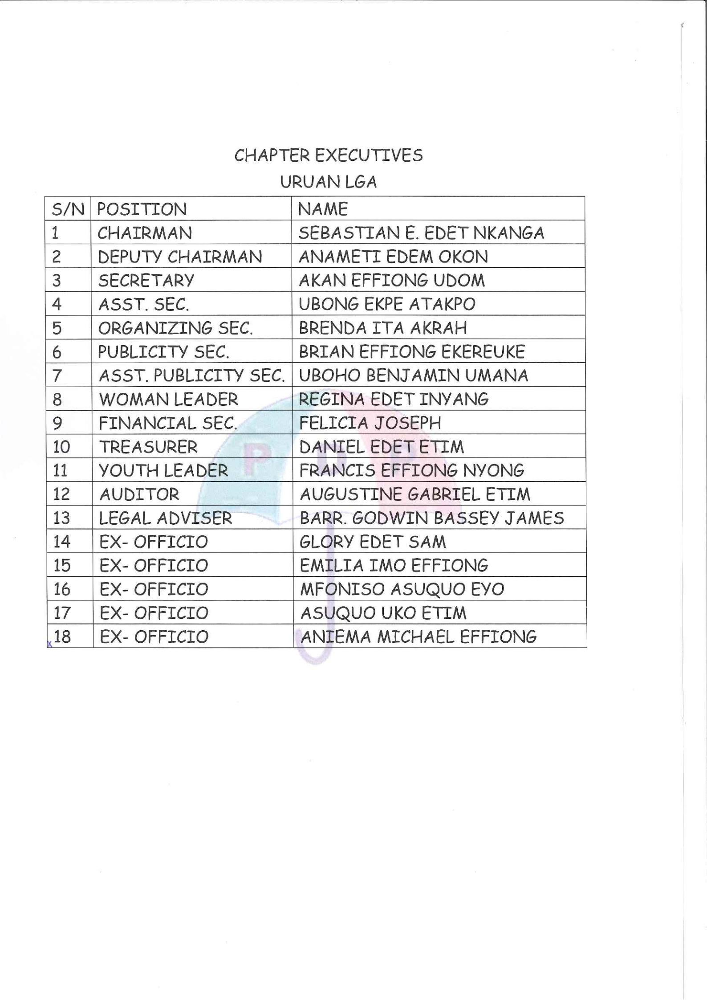 CHAPTER EXECUTIVES
URUAN LGA
S/N POSITION NAME
1 CHAIRMAN SEBASTIAN E. EDET NKANGA
2 DEPUTY CHAIRMAN ANAMETI EDEM OKON
3 SECRETARY AKAN EFFIONG UDOM
4 ASST. SEC. UBONG EKPE ATAKPO
5 ORGANIZING SEC. BRENDA ITA AKRAH
6 PUBLICITY SEC. BRIAN EFFIONG EKEREUKE
7 ASST. PUBLICITY SEC. UBOHO BENJAMIN UMANA
8 WOMAN LEADER REGINA EDET INYANG
9 FINANCIAL SEC. FELICIA JOSEPH
10 TREASURER DANIEL EDET ETIM
11 YOUTH LEADER FRANCIS EFFIONG NYONG
12 AUDITOR AUGUSTINE GABRIEL ETIM
13 LEGAL ADVISER BARR. GODWIN BASSEY JAMES
14 EX- OFFICIO GLORY EDET SAM
15 EX- OFFICIO EMILIA IMO EFFIONG
16 EX- OFFICIO MFONISO ASUQUO EYO
17 EX- OFFICIO ASUQUO UKO ETIM
18 EX- OFFICIO ANIEMA MICHAEL EFFIONG
P D P